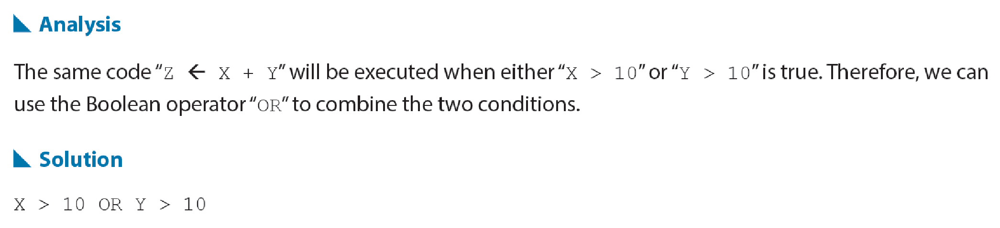 Analysis
The same code “Z ← X + Y” will be executed when either “X > 10” or “Y > 10” is true. Therefore, we can
use the Boolean operator “OR” to combine the two conditions.
Solution
X > 10 OR Y > 10